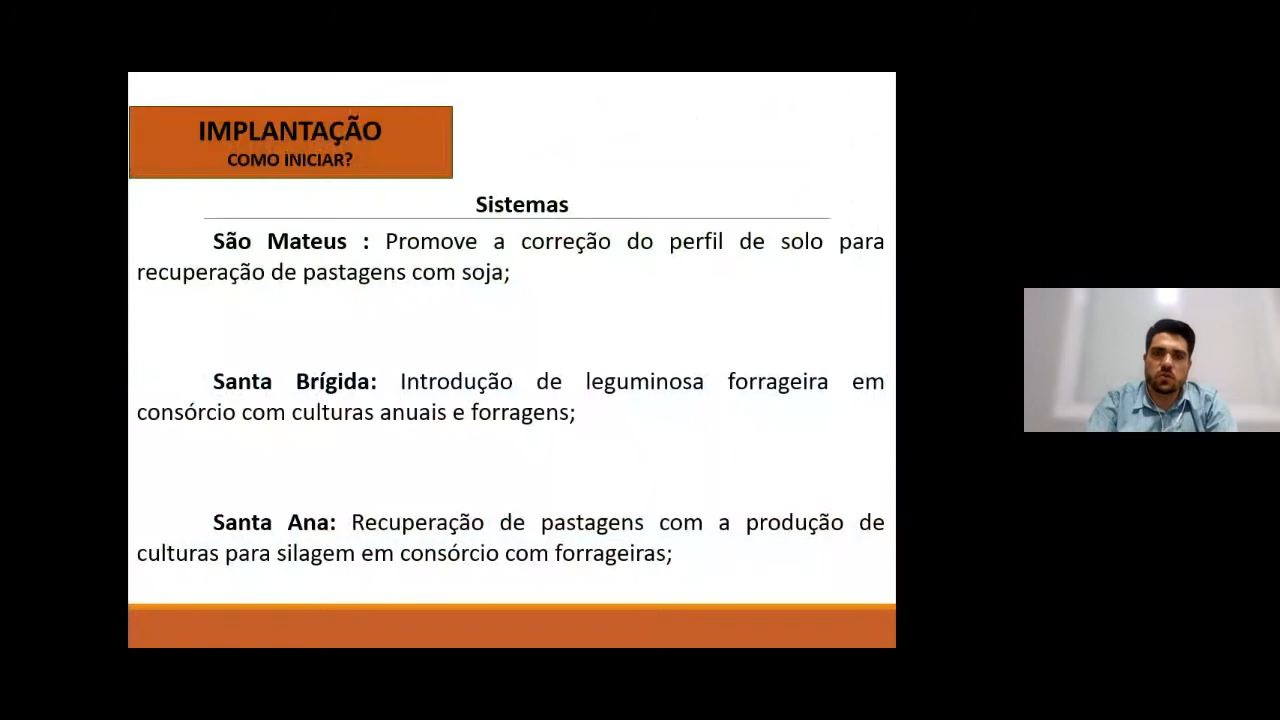 IMPLANTAÇÃO
COMO INICIAR?
Sistemas
São Mateus : Promove a correção do perfil de solo para
recuperação de pastagens com soja;
Santa Brígida: Introdução de leguminosa forrageira em
consórcio com culturas anuais e forragens;
Santa Ana: Recuperação de pastagens com a produção de
culturas para silagem em consórcio com forrageiras;